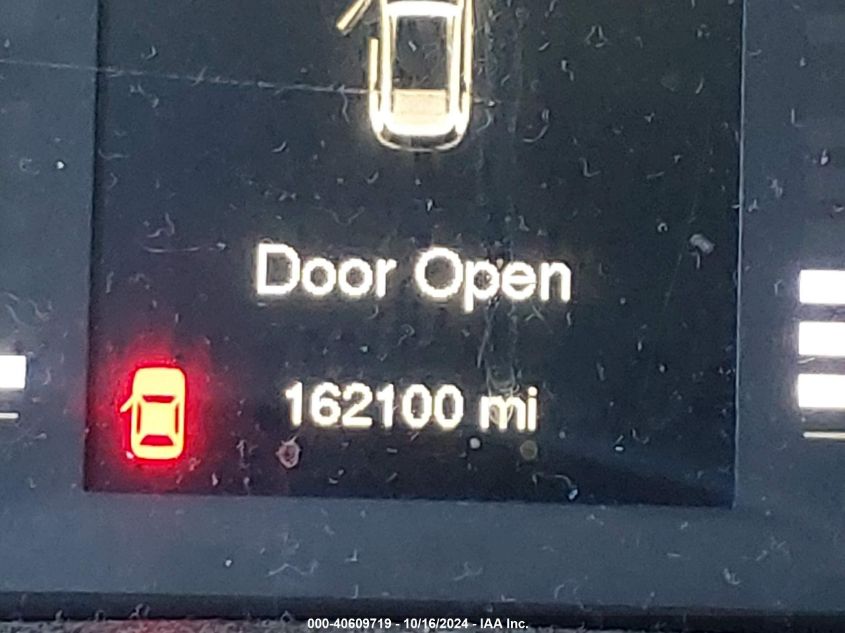 Door Open
162100 mi
000-40609719 - 10/16/2024 - IAA Inc.